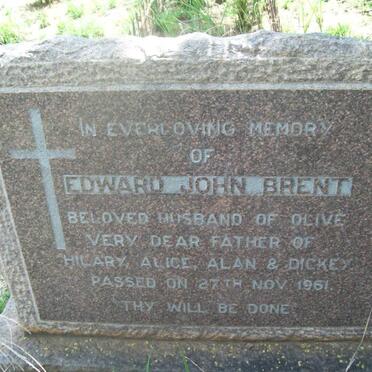 IN EVERLOVING MEMORY
OF
EDWARD JOHN BRENT
BELOVED HUSBAND OF OLIVE
VERY DEAR FATHER OF
HILARY, ALICE, ALAN & DICKEY
PASSED ON 27TH NOV. 1961.
"THY WILL BE DONE"